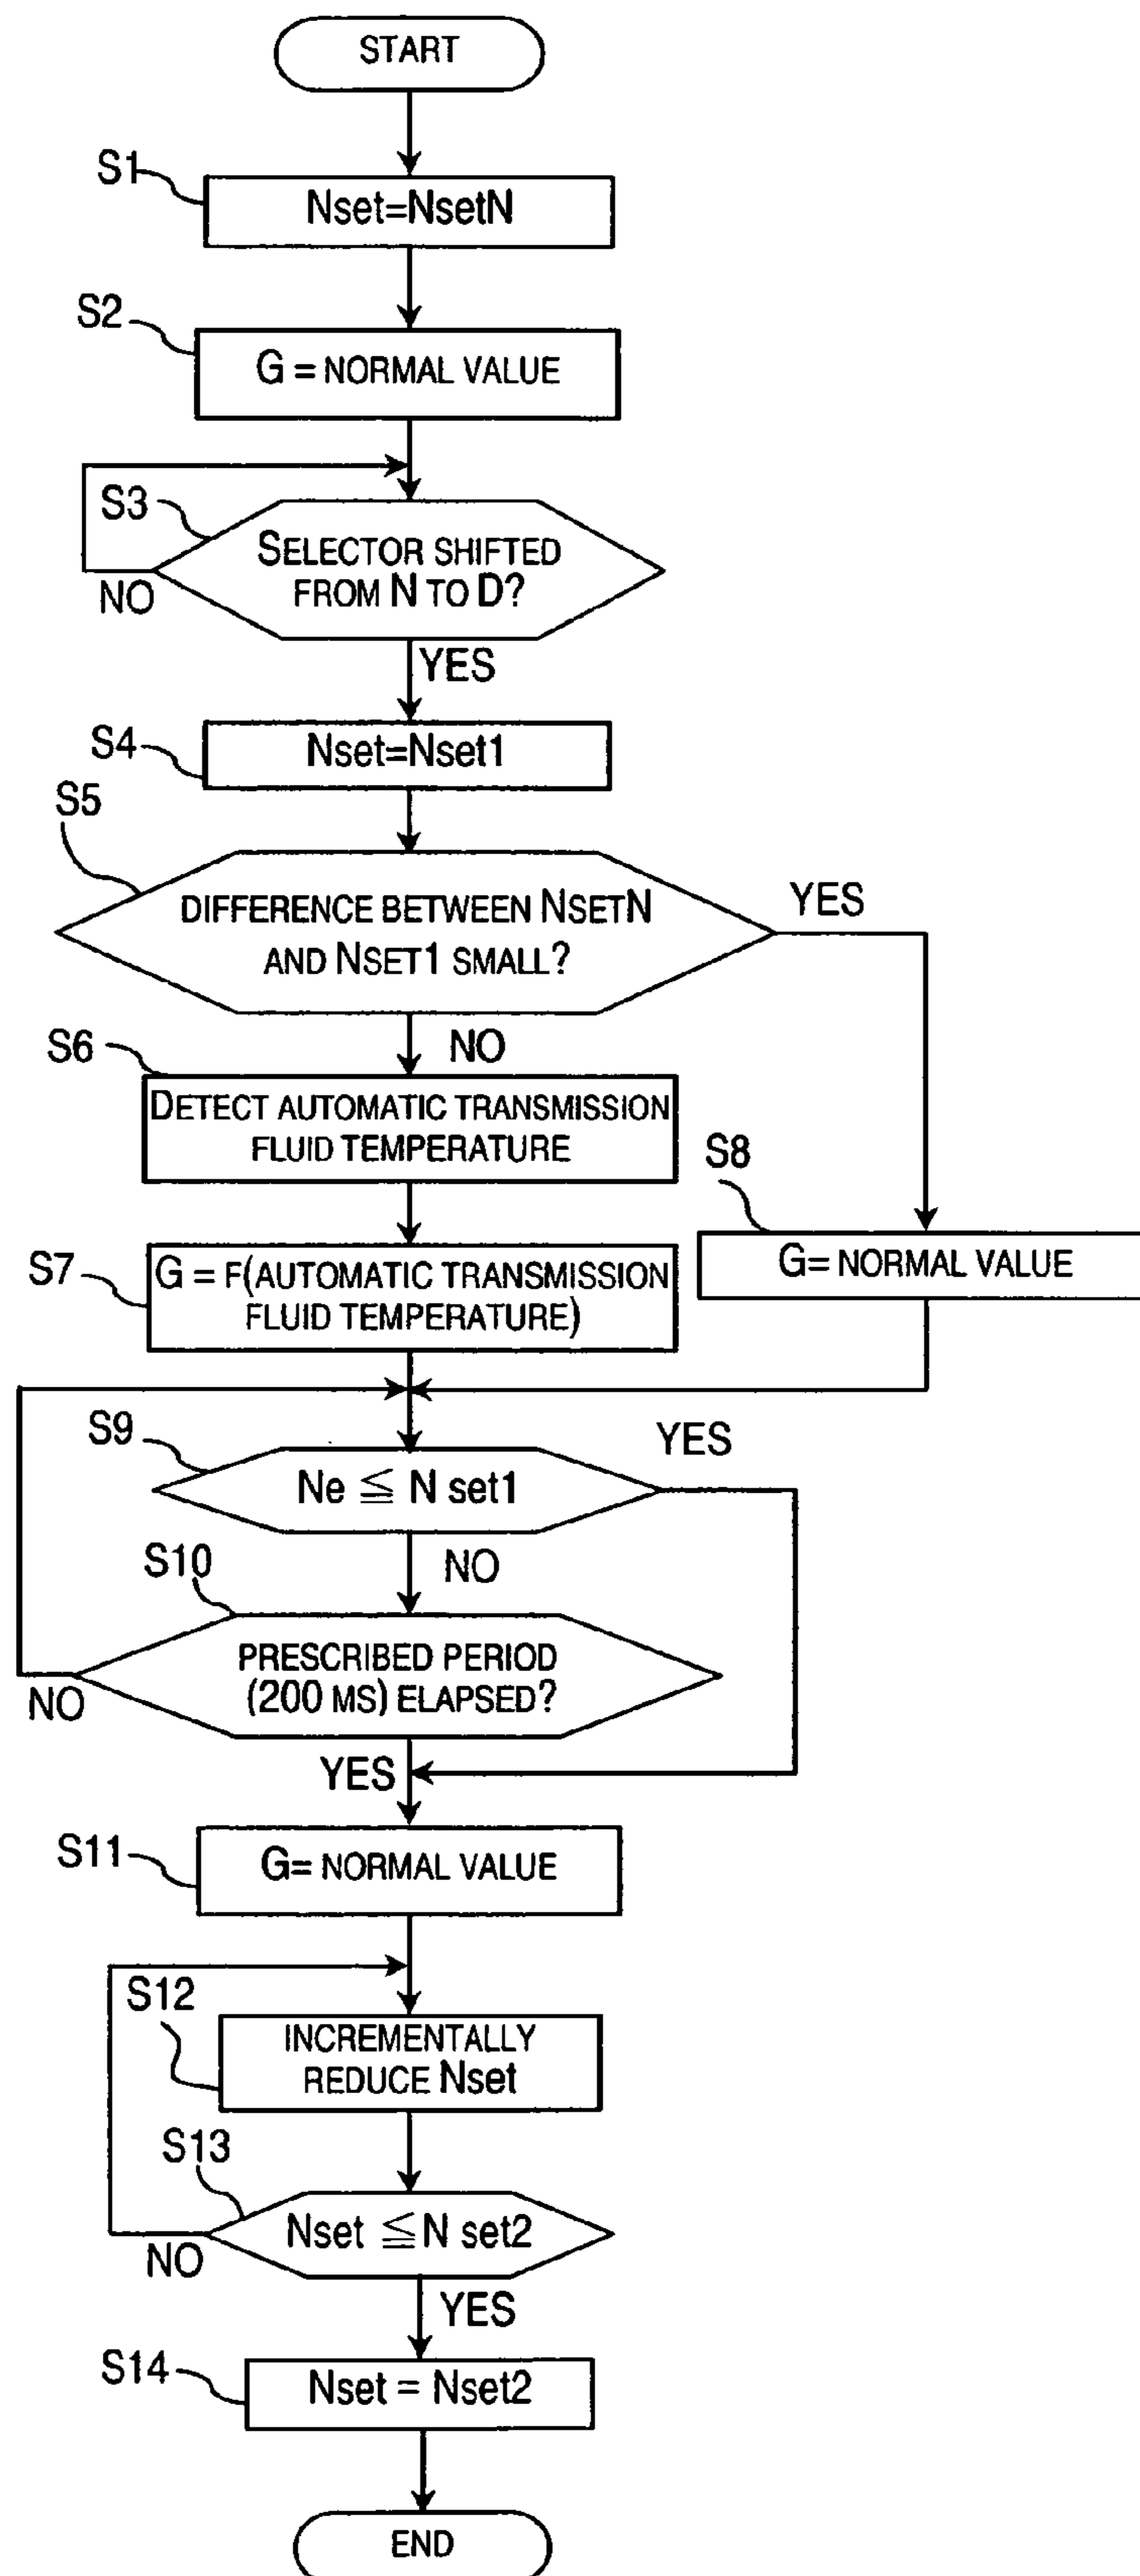 START
S1
Nset=NsetN
S2
G = NORMAL VALUE
S3
SELECTOR SHIFTED
FROM N TO D?
NO
YES
S4
Nset=Nset1
S5
DIFFERENCE BETWEEN NSETN
AND NSET1 SMALL?
YES
NO
S6
DETECT AUTOMATIC TRANSMISSION
FLUID TEMPERATURE
S7
G = F(AUTOMATIC TRANSMISSION
FLUID TEMPERATURE)
S8
G= NORMAL VALUE
S9
Ne ≦ N set1
YES
NO
S10
PRESCRIBED PERIOD
(200 MS) ELAPSED?
NO
YES
S11
G= NORMAL VALUE
S12
INCREMENTALLY
REDUCE Nset
S13
Nset ≦ N set2
NO
YES
S14
Nset = Nset2
END